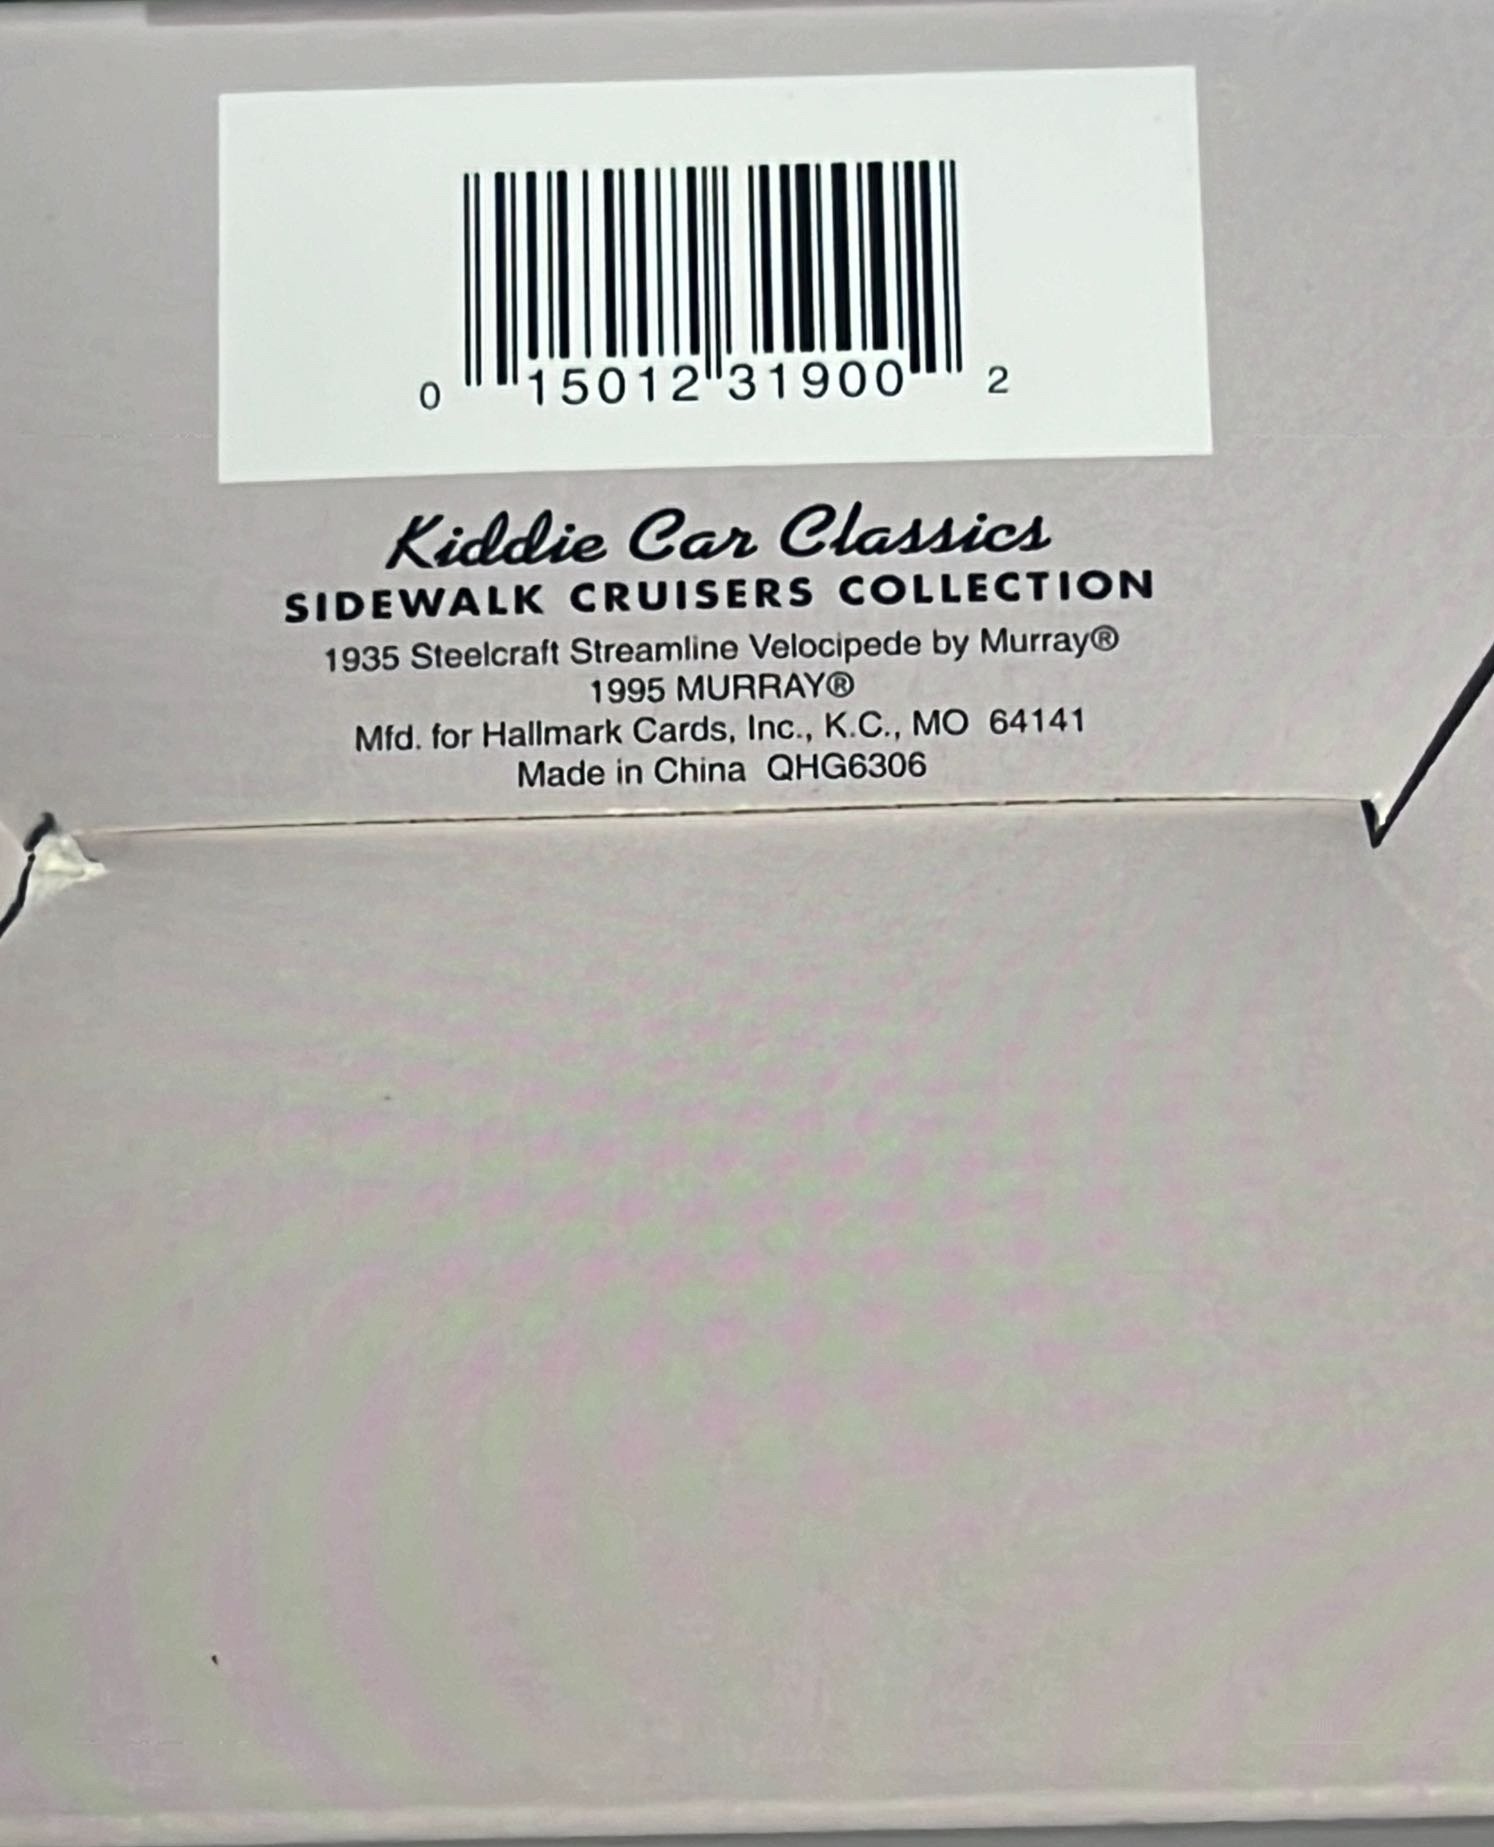 0 15012 31900 2
Kiddie Car Classics
SIDEWALK CRUISERS COLLECTION
1935 Steelcraft Streamline Velocipede by Murray®
1995 MURRAY®
Mfd. for Hallmark Cards, Inc., K.C., MO 64141
Made in China QHG6306